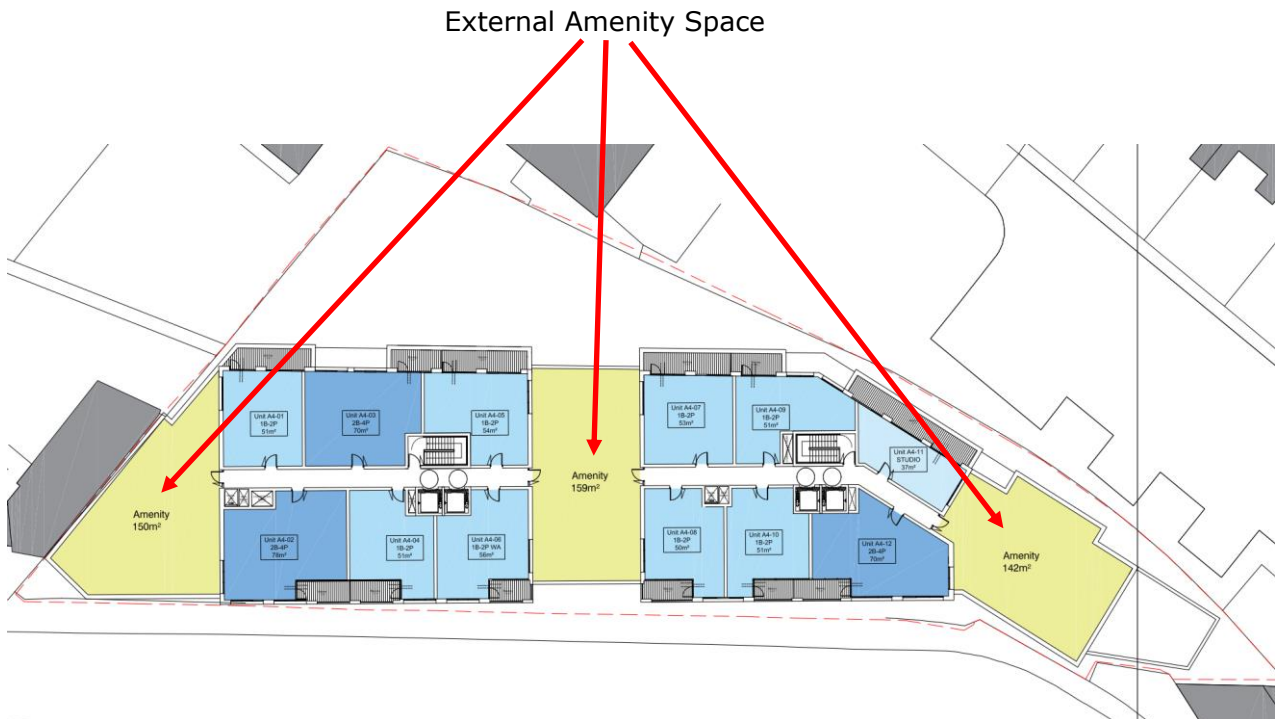 External Amenity Space
Unit A4-01
1B-2P
51m²
Unit A4-03
2B-4P
70m²
Unit A4-05
1B-2P
54m²
Unit A4-07
1B-2P
53m²
Unit A4-09
1B-2P
51m²
Unit A4-11
STUDIO
37m²
Amenity
150m²
Amenity
159m²
Amenity
142m²
Unit A4-02
2B-4P
Unit A4-04
1B-2P
51m²
Unit A4-06
1B-2P WA
56m²
Unit A4-08
1B-2P
50m²
Unit A4-10
1B-2P
51m²
Unit A4-12
2B-4P
70m²